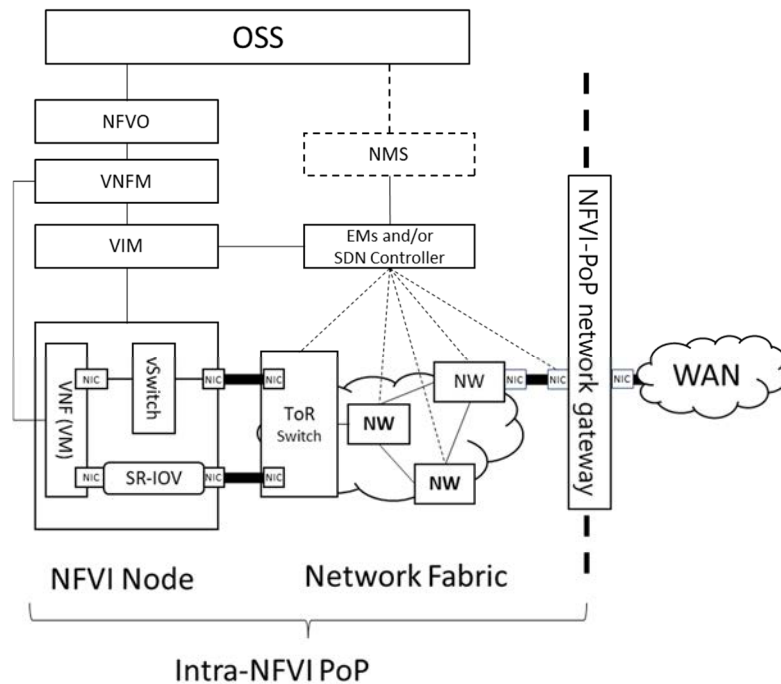 OSS
NFVO
NMS
VNFM
VIM
EMs and/or
SDN Controller
NFVI-PoP network gateway
VNF (VM)
NIC
vSwitch
NIC
NIC
ToR
Switch
NW
NW
NIC
NIC
NIC
WAN
NIC
SR-IOV
NIC
NIC
NW
NFVI Node
Network Fabric
Intra-NFVI PoP